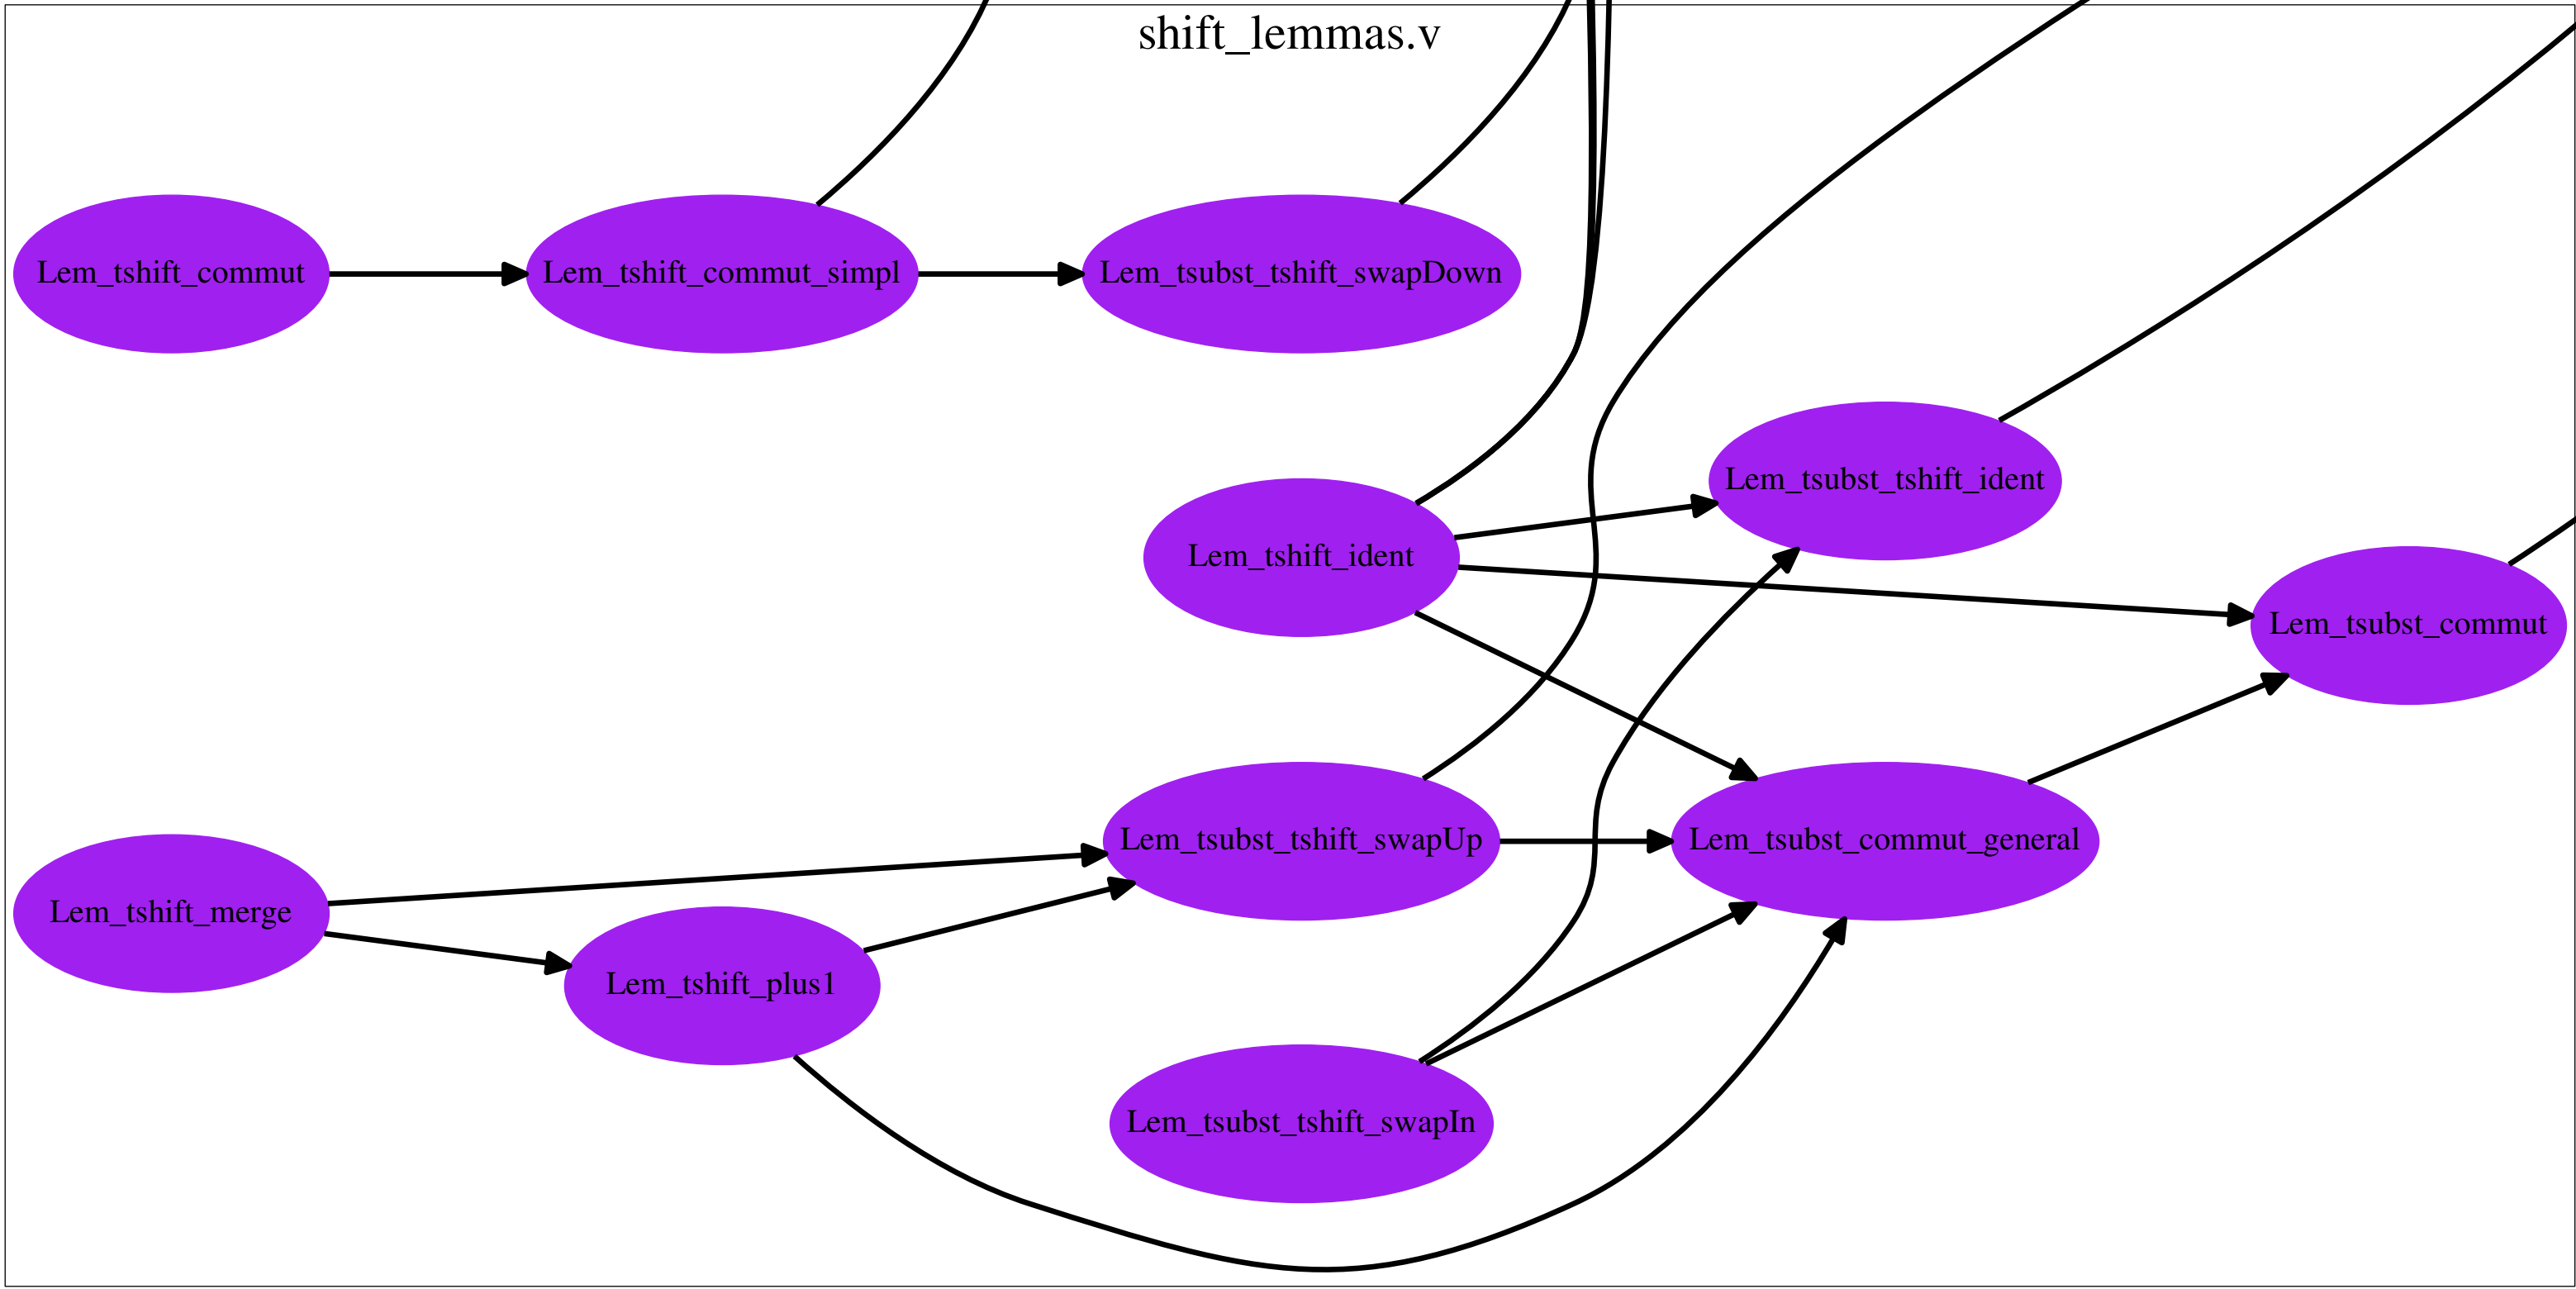 shift_lemmas.v
Lem_tshift_commut
Lem_tshift_commut_simpl
Lem_tsubst_tshift_swapDown
Lem_tsubst_tshift_ident
Lem_tshift_ident
Lem_tsubst_commut
Lem_tsubst_tshift_swapUp
Lem_tsubst_commut_general
Lem_tshift_merge
Lem_tshift_plus1
Lem_tsubst_tshift_swapIn